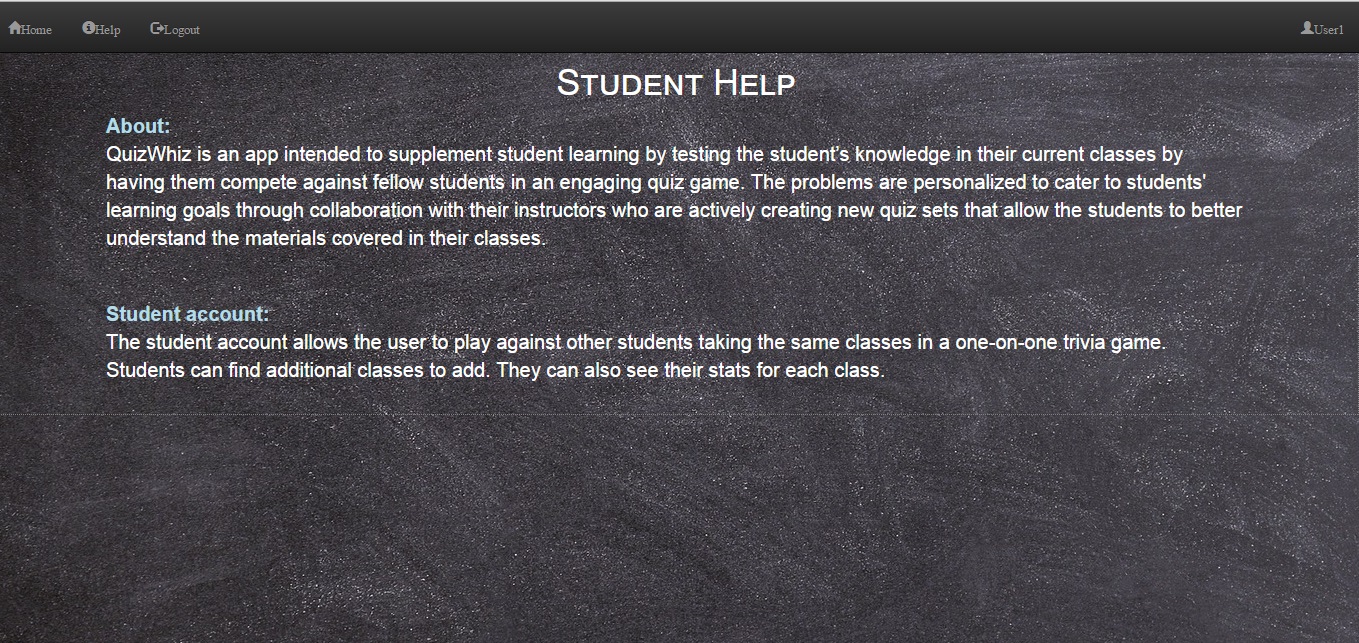 Home Help Logout User1
Student Help
About:
QuizWhiz is an app intended to supplement student learning by testing the student's knowledge in their current classes by
having them compete against fellow students in an engaging quiz game. The problems are personalized to cater to students'
learning goals through collaboration with their instructors who are actively creating new quiz sets that allow the students to better
understand the materials covered in their classes.
Student account:
The student account allows the user to play against other students taking the same classes in a one-on-one trivia game.
Students can find additional classes to add. They can also see their stats for each class.